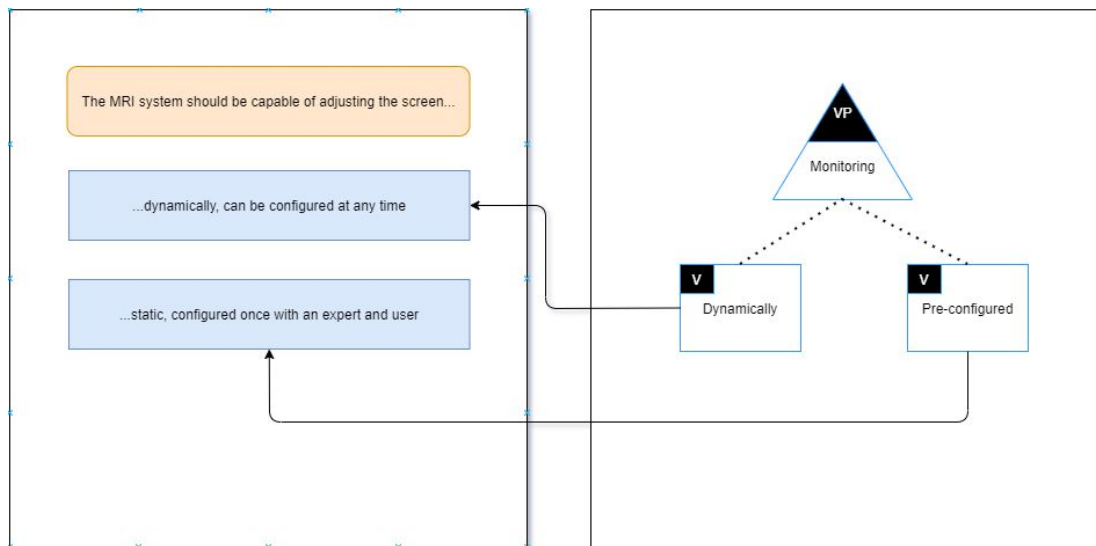 The MRI system should be capable of adjusting the screen...
...dynamically, can be configured at any time
...static, configured once with an expert and user
VP
Monitoring
V
Dynamically
V
Pre-configured